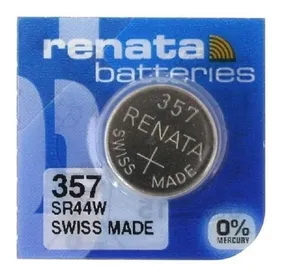 renata
batteries
357
RENATA
+
SWISS MADE
357
SR44W
SWISS MADE
0%
MERCURY